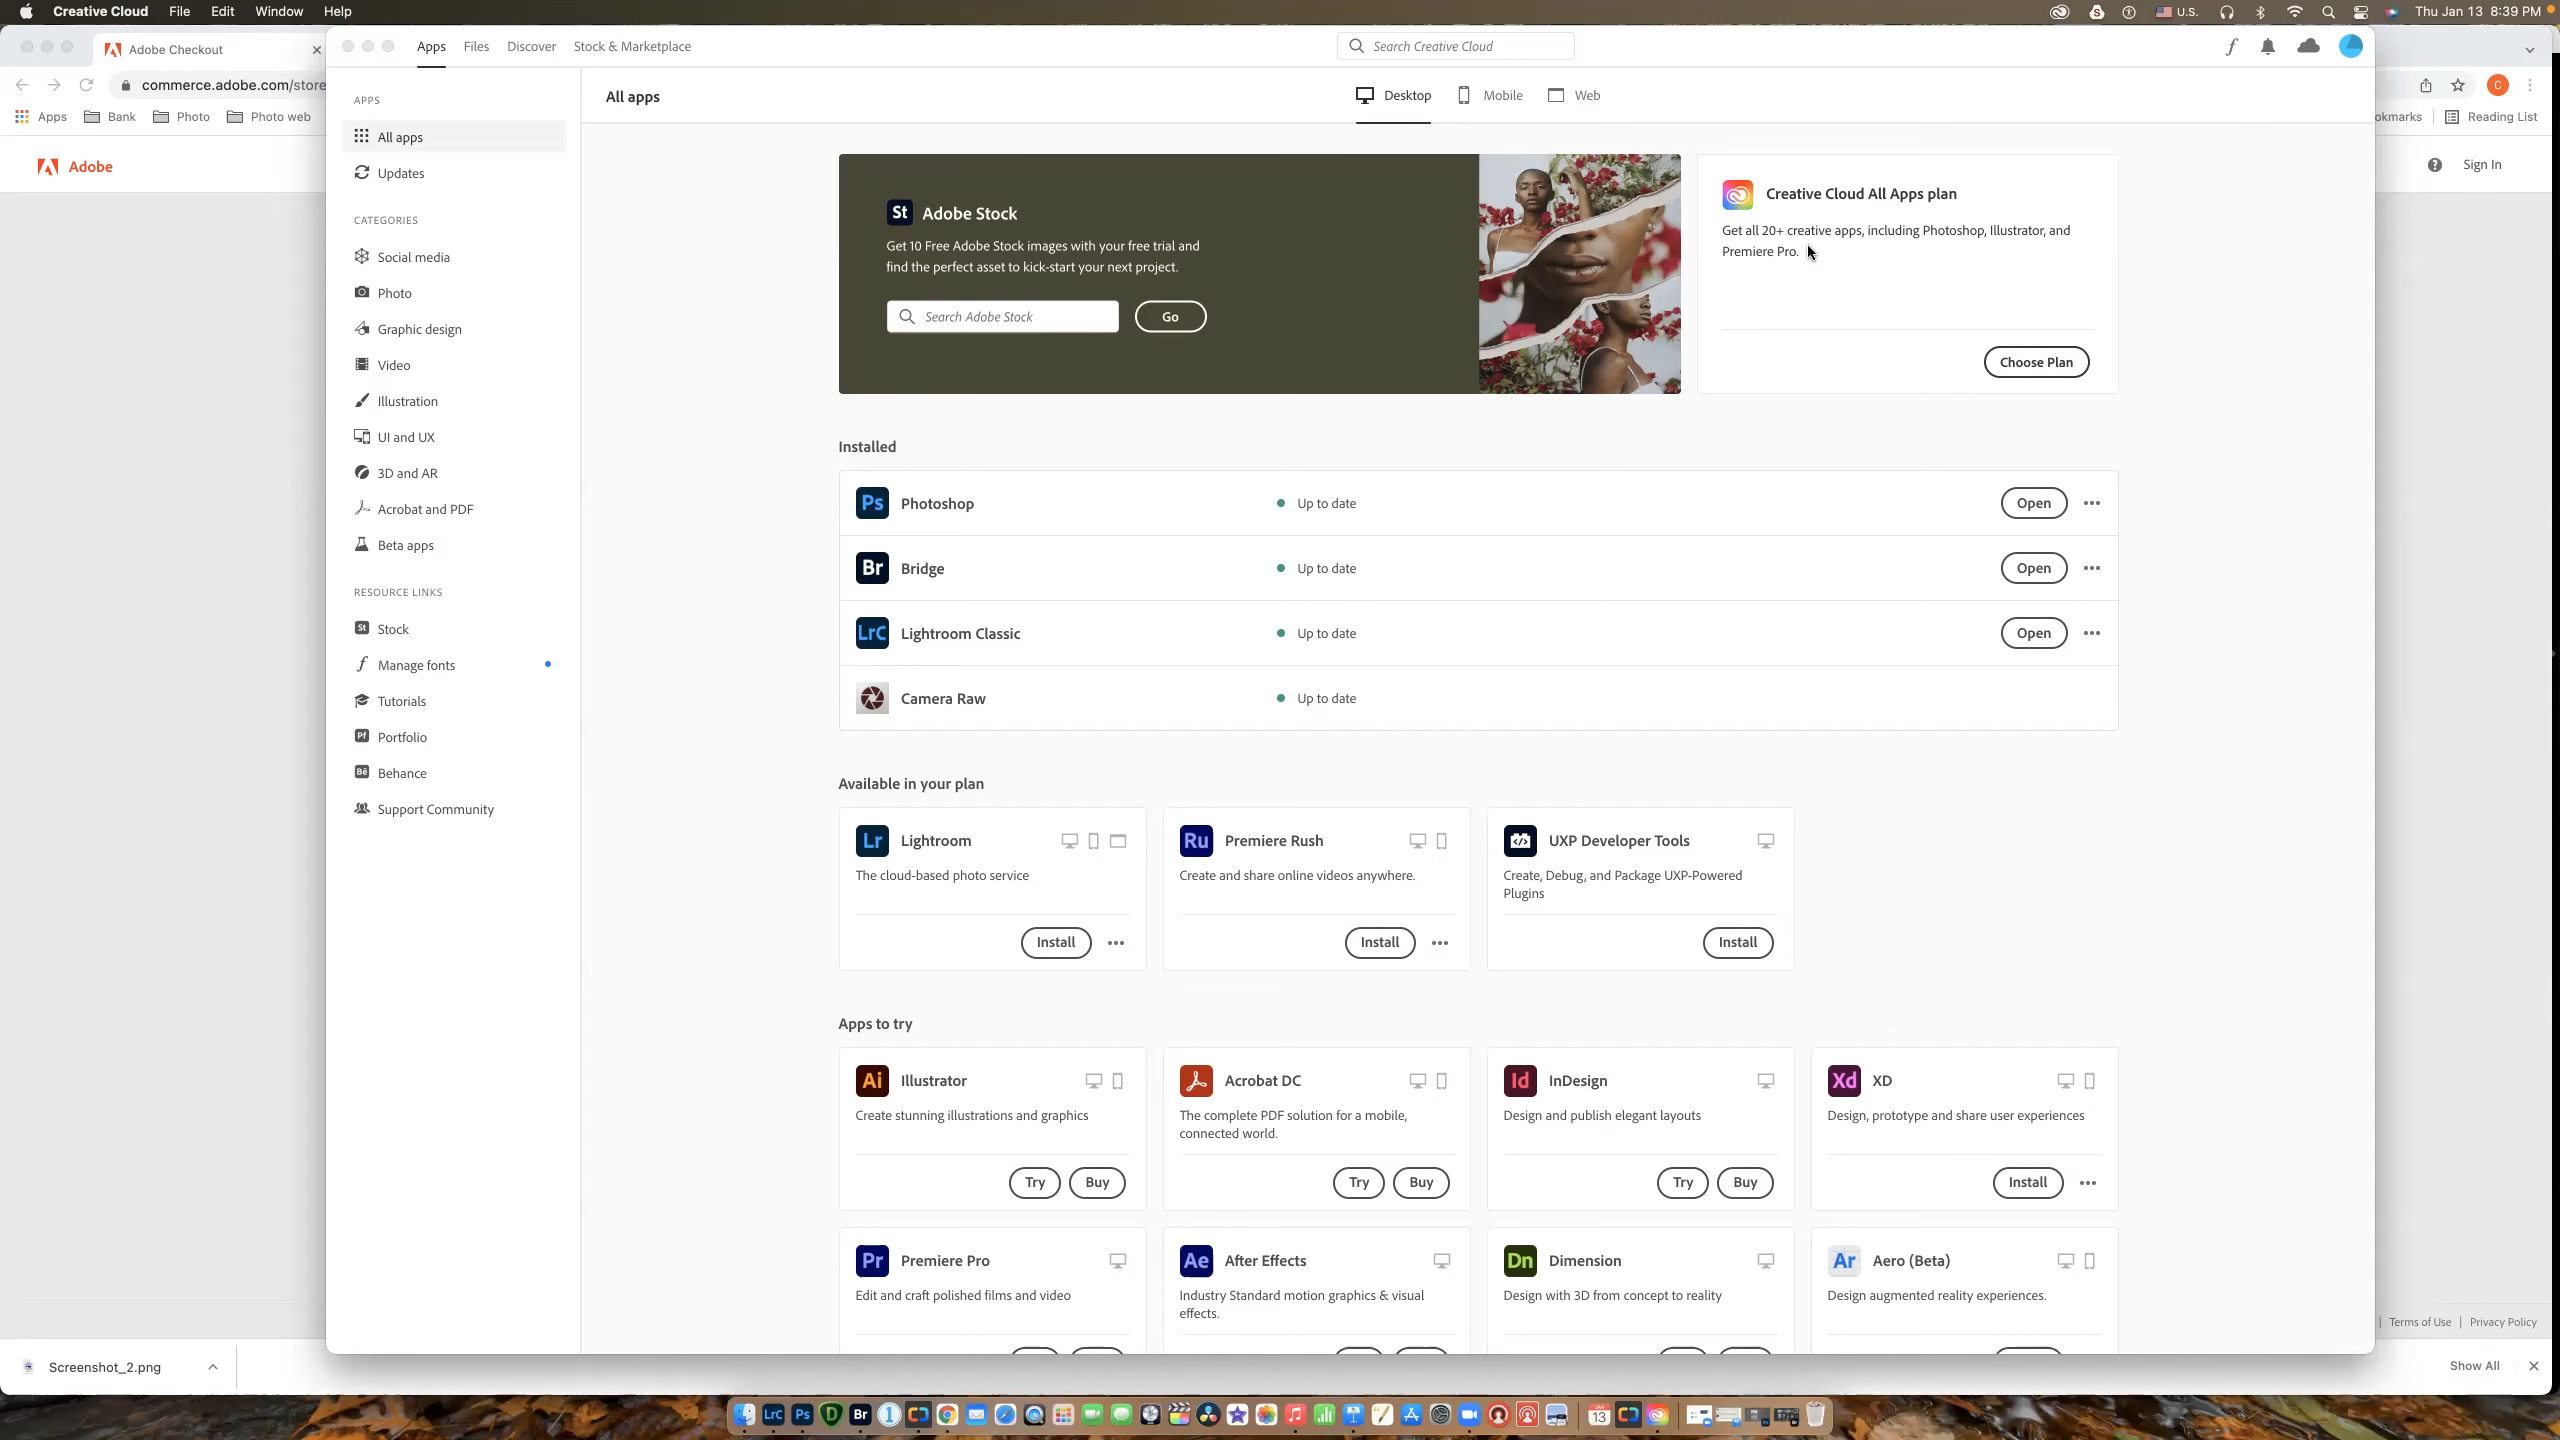 Creative Cloud File Edit Window Help
U.S. Thu Jan 13 8:39 PM
Adobe Checkout
Apps Files Discover Stock & Marketplace
Search Creative Cloud
commerce.adobe.com/store
C
Apps Bank Photo Photo web
okmarks Reading List
Adobe
Sign In
APPS
All apps
Updates
CATEGORIES
Social media
Photo
Graphic design
Video
Illustration
UI and UX
3D and AR
Acrobat and PDF
Beta apps
RESOURCE LINKS
St Stock
Manage fonts
Tutorials
Pf Portfolio
Bē Behance
Support Community
All apps
Desktop Mobile Web
St Adobe Stock
Get 10 Free Adobe Stock images with your free trial and
find the perfect asset to kick-start your next project.
Search Adobe Stock Go
Creative Cloud All Apps plan
Get all 20+ creative apps, including Photoshop, Illustrator, and
Premiere Pro.
Choose Plan
Installed
Ps Photoshop Up to date Open
Br Bridge Up to date Open
LrC Lightroom Classic Up to date Open
Camera Raw Up to date
Available in your plan
Lr Lightroom
The cloud-based photo service
Install
Ru Premiere Rush
Create and share online videos anywhere.
Install
UXP Developer Tools
Create, Debug, and Package UXP-Powered
Plugins
Install
Apps to try
Ai Illustrator
Create stunning illustrations and graphics
Try Buy
Acrobat DC
The complete PDF solution for a mobile,
connected world.
Try Buy
Id InDesign
Design and publish elegant layouts
Try Buy
Xd XD
Design, prototype and share user experiences
Install
Pr Premiere Pro
Edit and craft polished films and video
Ae After Effects
Industry Standard motion graphics & visual
effects.
Dn Dimension
Design with 3D from concept to reality
Ar Aero (Beta)
Design augmented reality experiences.
Terms of Use | Privacy Policy
Screenshot_2.png
Show All
LrC Ps Br 1 13